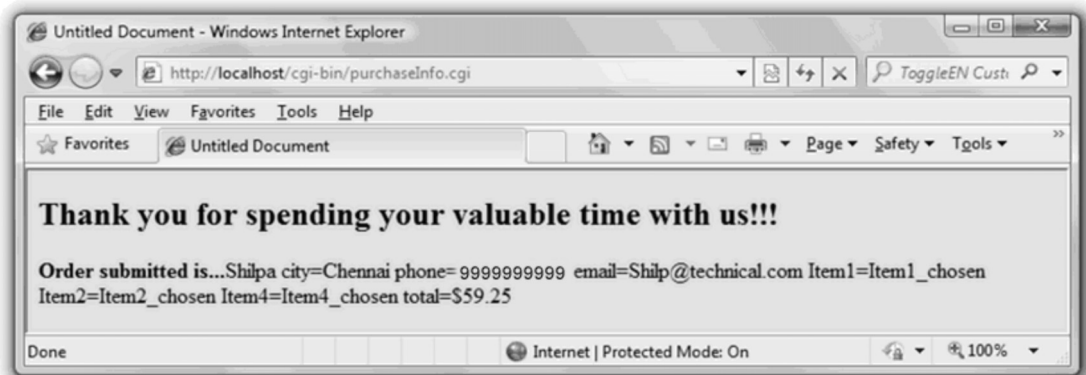 Untitled Document - Windows Internet Explorer
http://localhost/cgi-bin/purchaseInfo.cgi
ToggleEN Custo
File Edit View Favorites Tools Help
Favorites Untitled Document Page Safety Tools »
Thank you for spending your valuable time with us!!!
Order submitted is...Shilpa city=Chennai phone= 9999999999 email=Shilp@technical.com Item1=Item1_chosen
Item2=Item2_chosen Item4=Item4_chosen total=$59.25
Done Internet | Protected Mode: On 100%